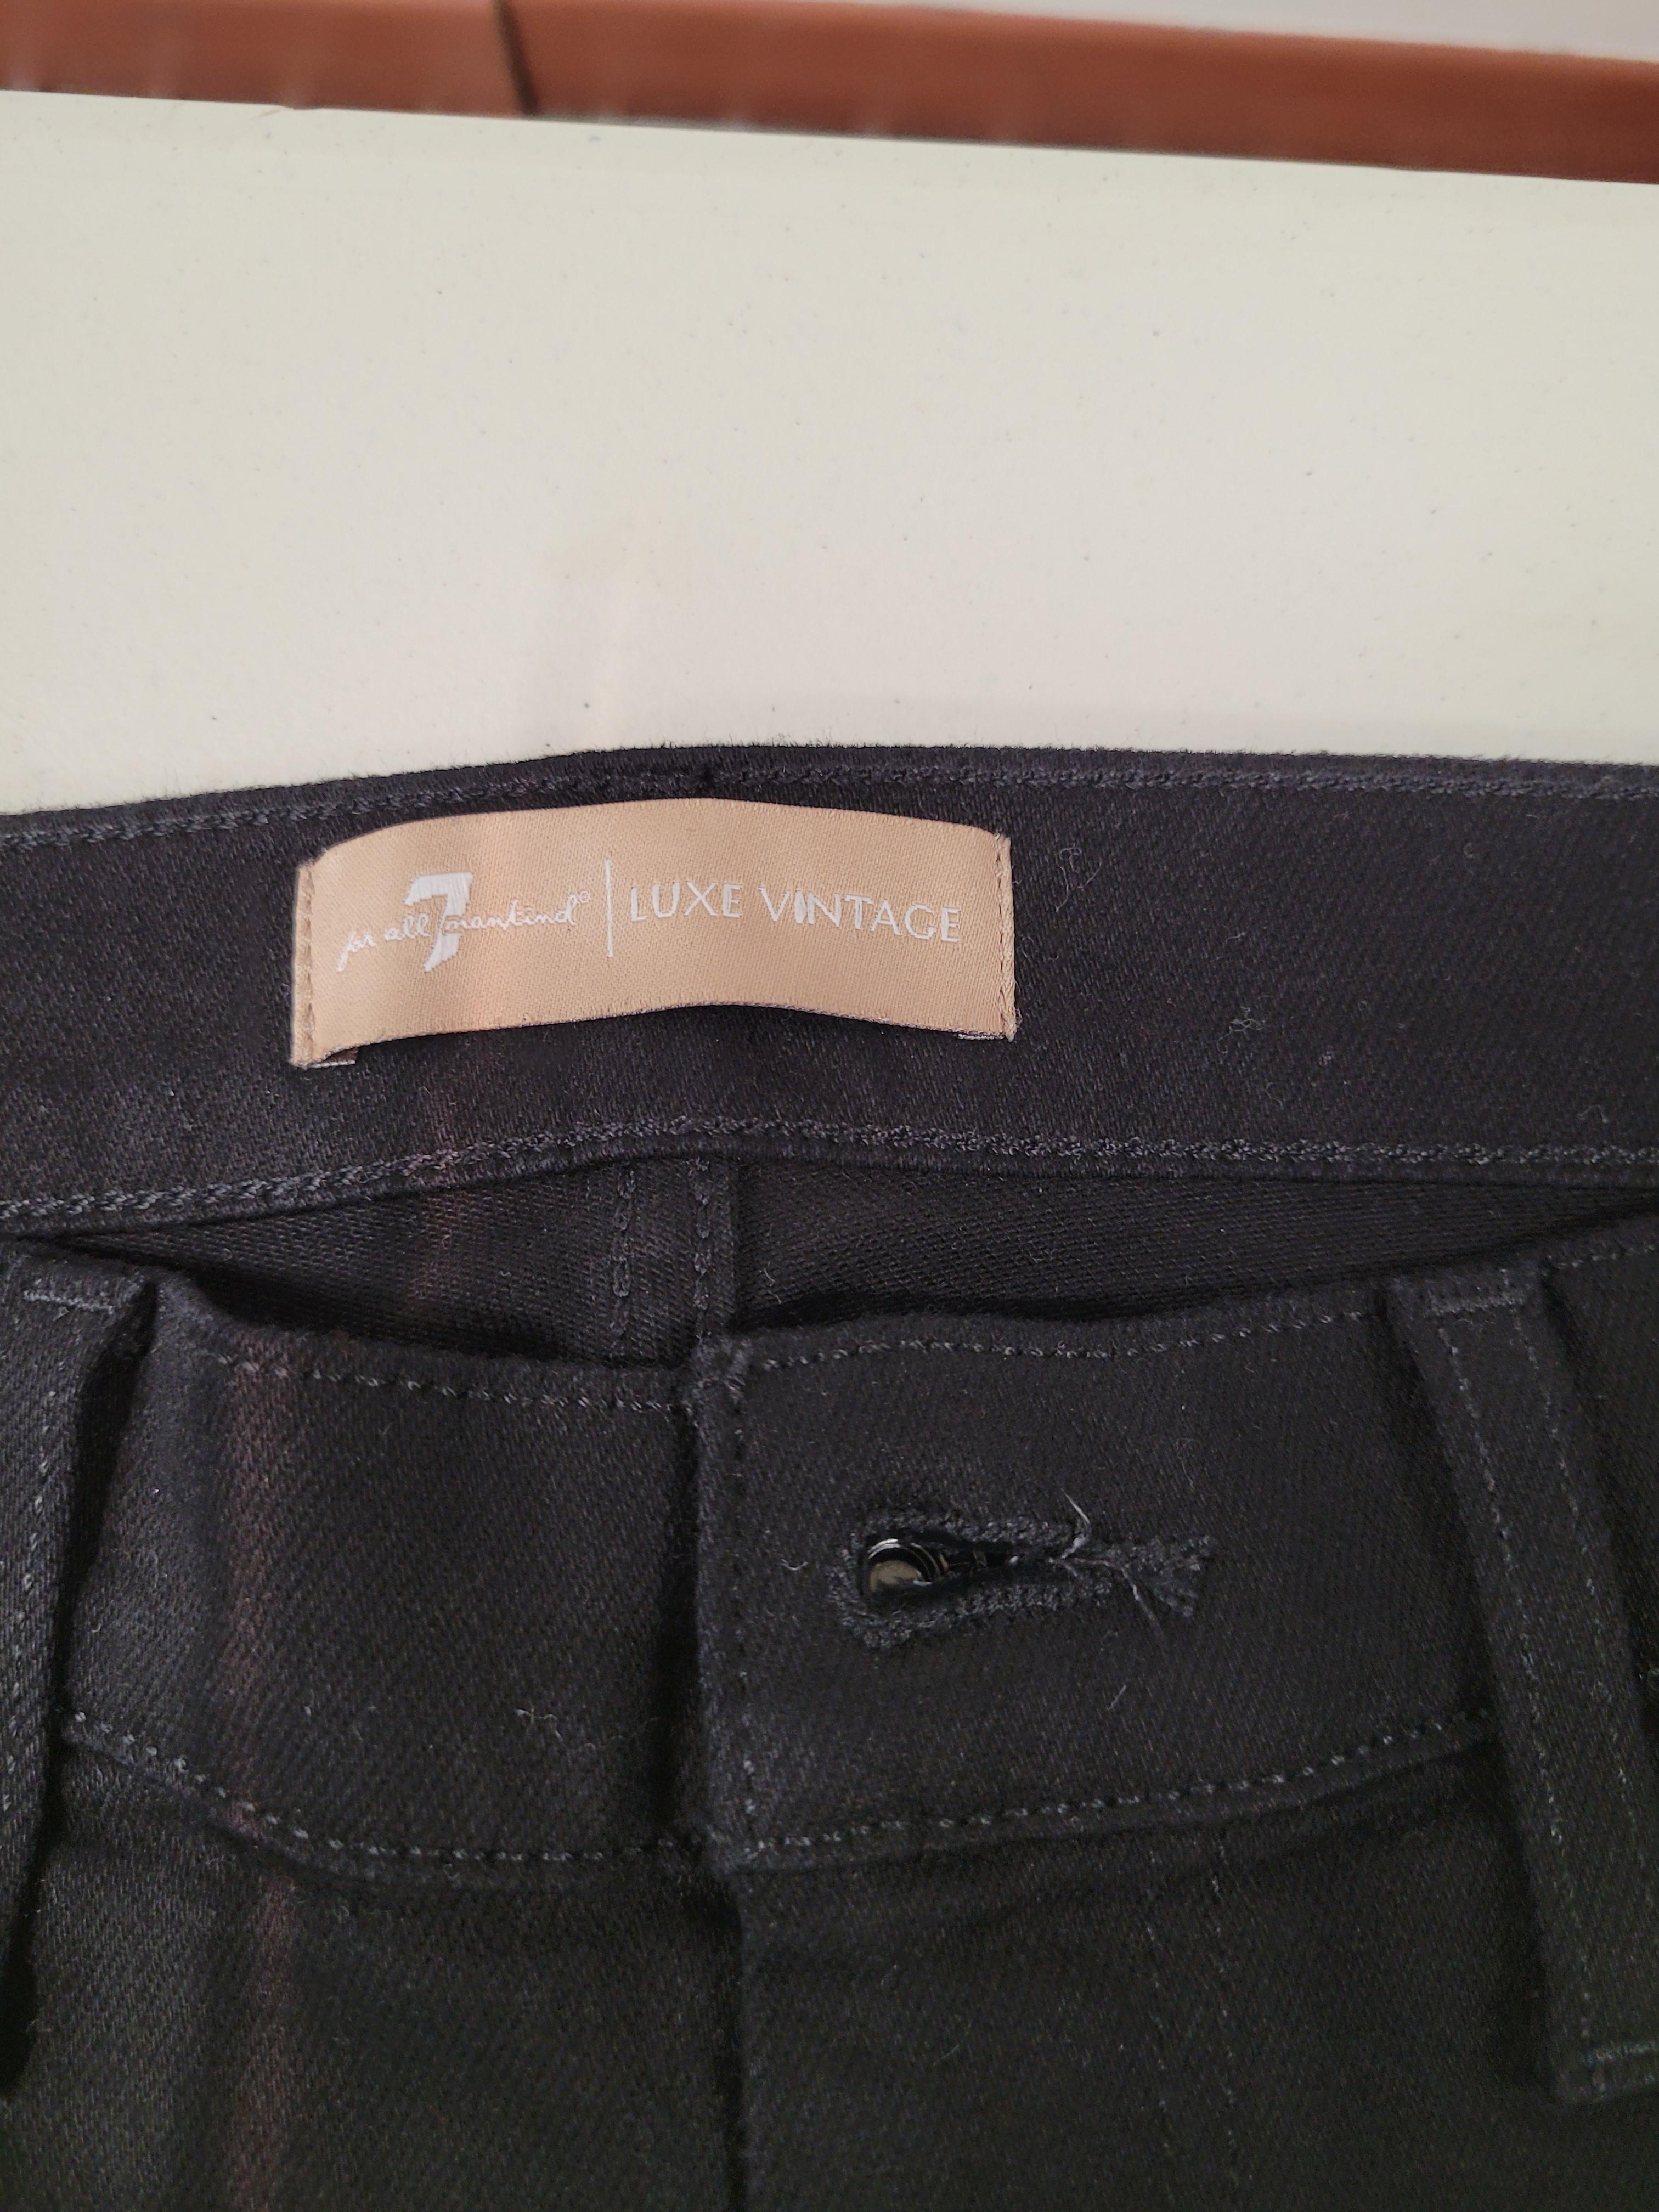 7 for all mankind® | LUXE VINTAGE